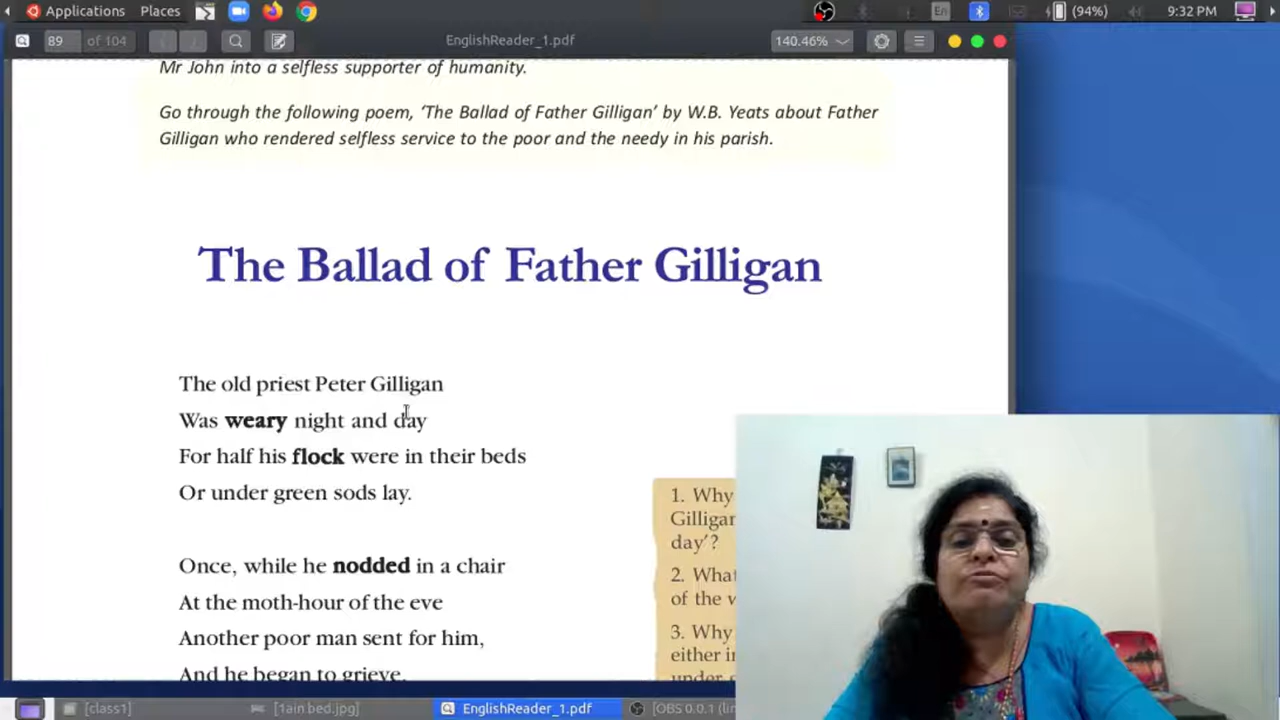 Applications Places En (94%) 9:32 PM
89 of 104 EnglishReader_1.pdf 140.46%
Mr John into a selfless supporter of humanity.
Go through the following poem, ‘The Ballad of Father Gilligan’ by W.B. Yeats about Father
Gilligan who rendered selfless service to the poor and the needy in his parish.
The Ballad of Father Gilligan
The old priest Peter Gilligan
Was weary night and day
For half his flock were in their beds
Or under green sods lay.
Once, while he nodded in a chair
At the moth-hour of the eve
Another poor man sent for him,
And he began to grieve.
1. Why
Gilligan
day’?
2. What
of the w
3. Why
either i
under
[class1] [1ain bed.jpg] EnglishReader_1.pdf [OBS 0.0.1 (lin